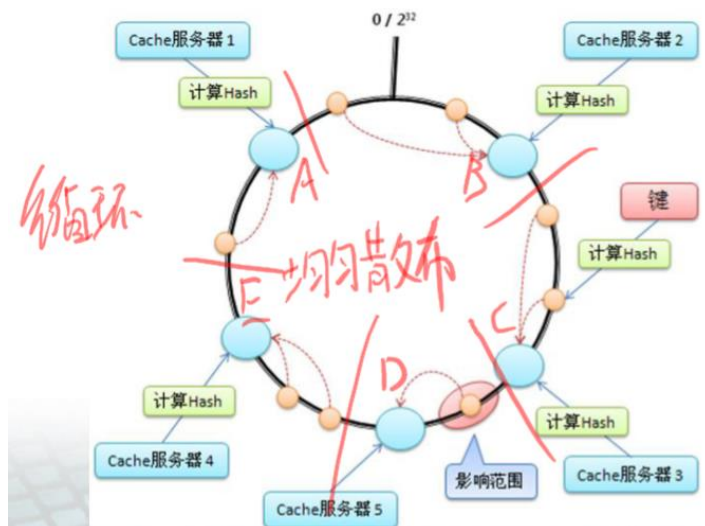 0 / 2³²
Cache服务器 1
Cache服务器 2
计算Hash
计算Hash
A
B
键
环
计算Hash
均匀散布
E
C
D
计算Hash
计算Hash
Cache服务器 4
影响范围
Cache服务器 3
Cache服务器 5